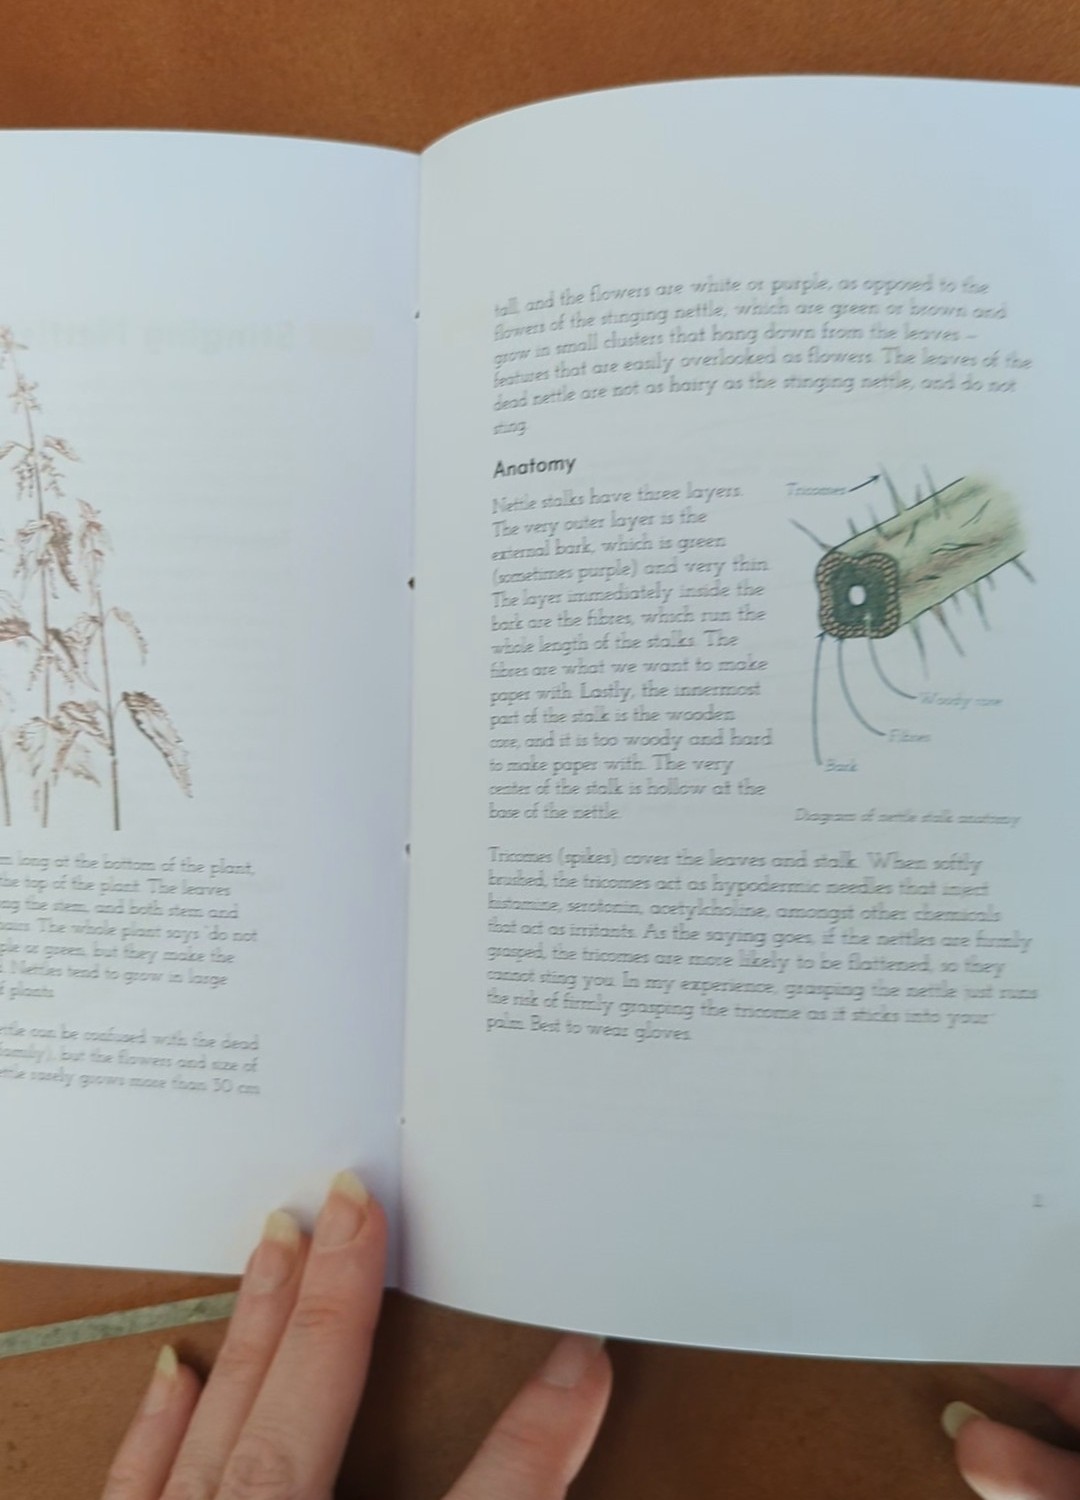 Stinging Nettle
m long at the bottom of the plant,
the top of the plant. The leaves
ng the stem, and both stem and
hairs. The whole plant says "do not
ple or green, but they make the
. Nettles tend to grow in large
f plants.
ettle can be confused with the dead
family), but the flowers and size of
ettle rarely grows more than 50 cm
tall, and the flowers are white or purple, as opposed to the
flowers of the stinging nettle, which are green or brown and
grow in small clusters that hang down from the leaves –
features that are easily overlooked as flowers. The leaves of the
dead nettle are not as hairy as the stinging nettle, and do not
sting.
Anatomy
Nettle stalks have three layers.
The very outer layer is the
external bark, which is green
(sometimes purple) and very thin.
The layer immediately inside the
bark are the fibres, which run the
whole length of the stalks. The
fibres are what we want to make
paper with. Lastly, the innermost
part of the stalk is the wooden
core, and it is too woody and hard
to make paper with. The very
center of the stalk is hollow at the
base of the nettle.
Tricomes
Woody core
Fibres
Bark
Diagram of nettle stalk anatomy
Tricomes (spikes) cover the leaves and stalk. When softly
brushed, the tricomes act as hypodermic needles that inject
histamine, serotonin, acetylcholine, amongst other chemicals
that act as irritants. As the saying goes, if the nettles are firmly
grasped, the tricomes are more likely to be flattened, so they
cannot sting you. In my experience, grasping the nettle just runs
the risk of firmly grasping the tricome as it sticks into your
palm. Best to wear gloves.